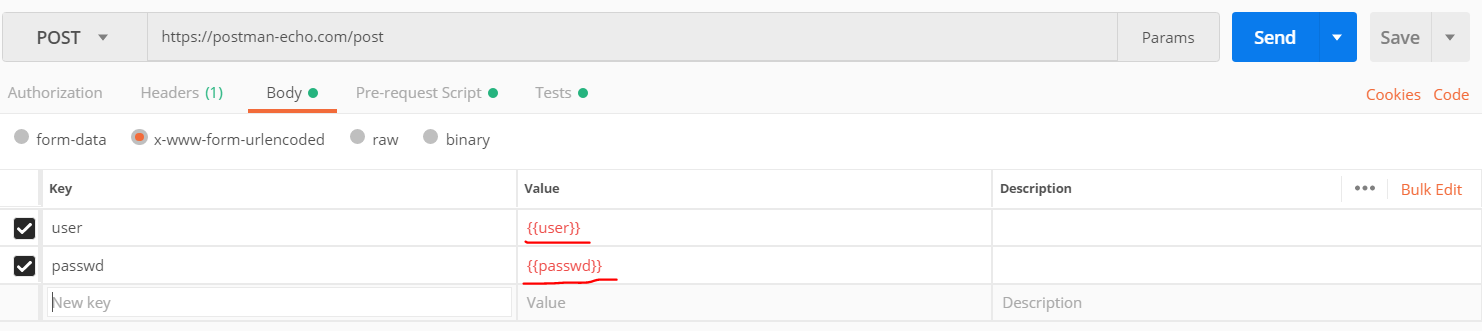 POST https://postman-echo.com/post Params Send Save
Authorization Headers (1) Body Pre-request Script Tests Cookies Code
form-data x-www-form-urlencoded raw binary
Key Value Description ••• Bulk Edit
user {{user}}
passwd {{passwd}}
New key Value Description